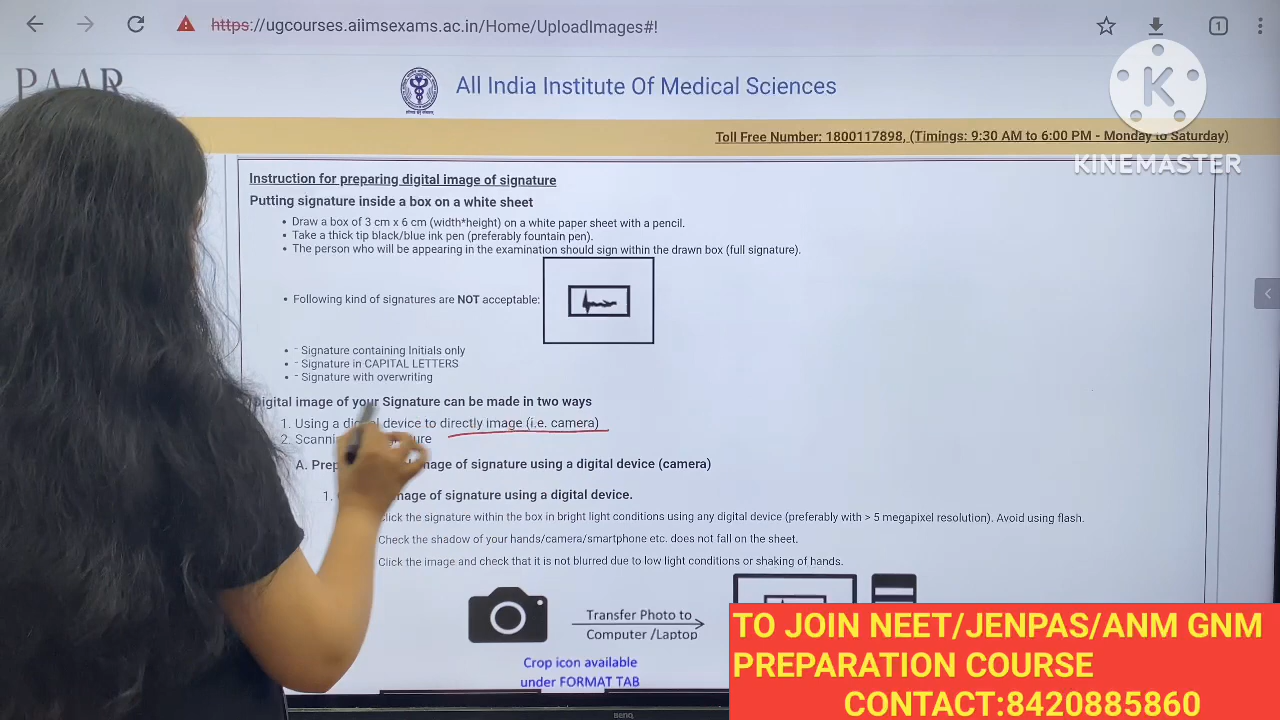 https://ugcourses.aiimsexams.ac.in/Home/UploadImages#!
1
PAAR
All India Institute Of Medical Sciences
K
KINEMASTER
Toll Free Number: 1800117898, (Timings: 9:30 AM to 6:00 PM - Monday to Saturday)
Instruction for preparing digital image of signature
Putting signature inside a box on a white sheet
• Draw a box of 3 cm x 6 cm (width*height) on a white paper sheet with a pencil.
• Take a thick tip black/blue ink pen (preferably fountain pen).
• The person who will be appearing in the examination should sign within the drawn box (full signature).
• Following kind of signatures are NOT acceptable:
• - Signature containing Initials only
• - Signature in CAPITAL LETTERS
• - Signature with overwriting
Digital image of your Signature can be made in two ways
1. Using a digital device to directly image (i.e. camera)
2.
A. image of signature using a digital device (camera)
1. image of signature using a digital device.
Click the signature within the box in bright light conditions using any digital device (preferably with > 5 megapixel resolution). Avoid using flash.
Check the shadow of your hands/camera/smartphone etc. does not fall on the sheet.
Click the image and check that it is not blurred due to low light conditions or shaking of hands.
Transfer Photo to
Computer /Laptop
Crop icon available
under FORMAT TAB
TO JOIN NEET/JENPAS/ANM GNM
PREPARATION COURSE
CONTACT:8420885860
BenQ